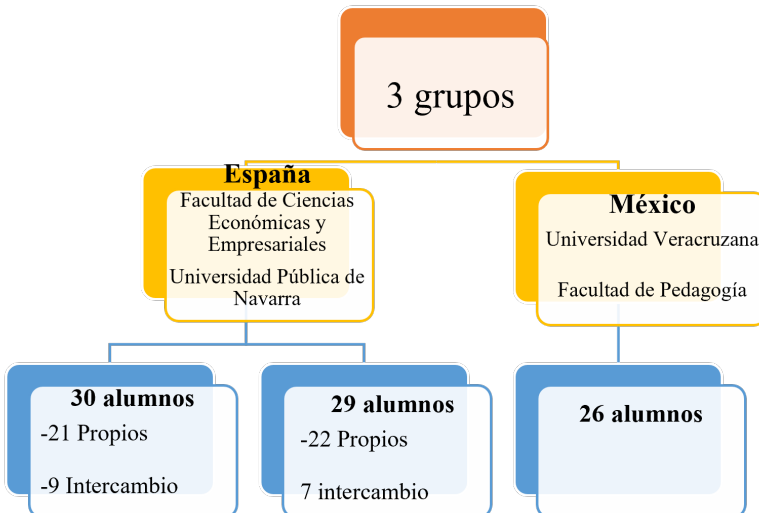 3 grupos
España
Facultad de Ciencias
Económicas y
Empresariales
Universidad Pública de
Navarra
México
Universidad Veracruzana
Facultad de Pedagogía
30 alumnos
-21 Propios
-9 Intercambio
29 alumnos
-22 Propios
7 intercambio
26 alumnos